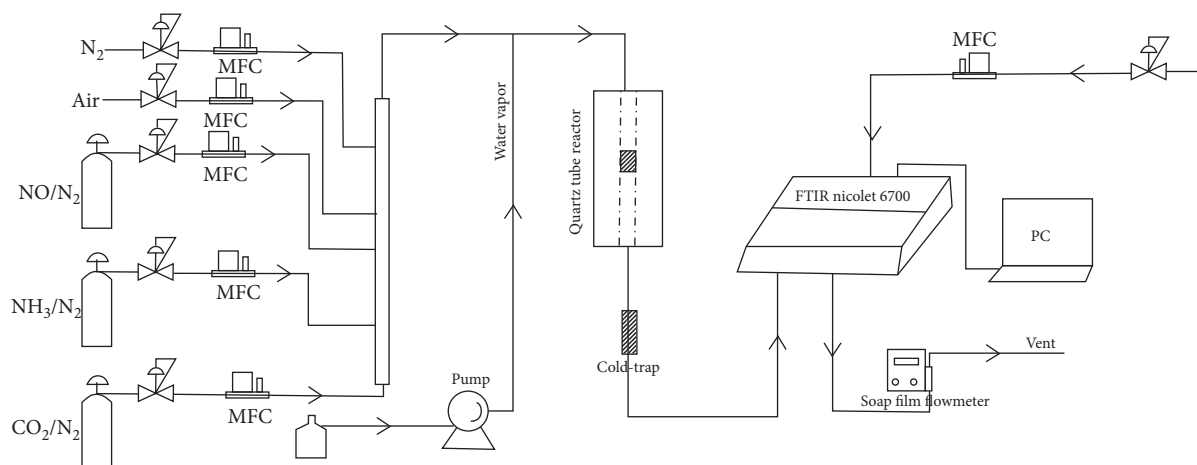 N2
MFC
Air
MFC
NO/N2
MFC
NH3/N2
MFC
CO2/N2
MFC
Pump
Water vapor
Quartz tube reactor
Cold-trap
MFC
FTIR nicolet 6700
PC
Vent
Soap film flowmeter